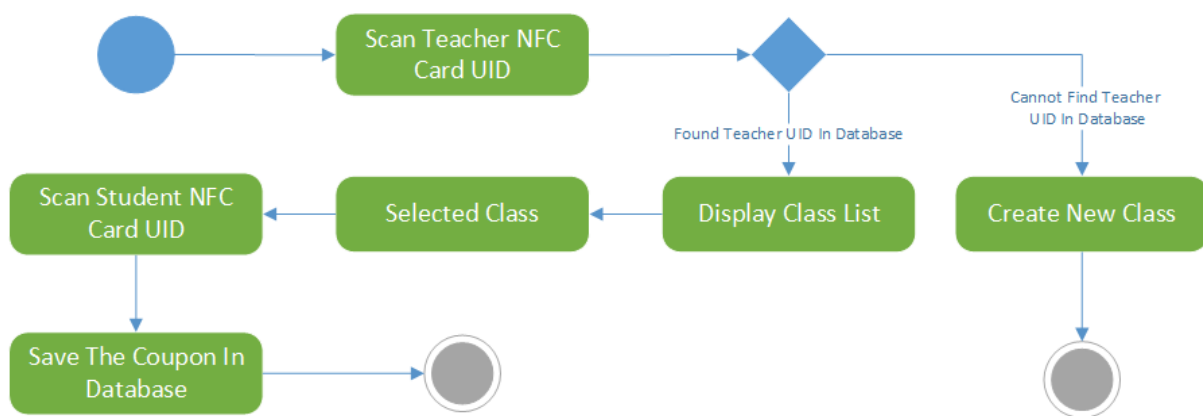 Scan Teacher NFC
Card UID
Cannot Find Teacher
UID In Database
Found Teacher UID In Database
Scan Student NFC
Card UID
Selected Class
Display Class List
Create New Class
Save The Coupon In
Database